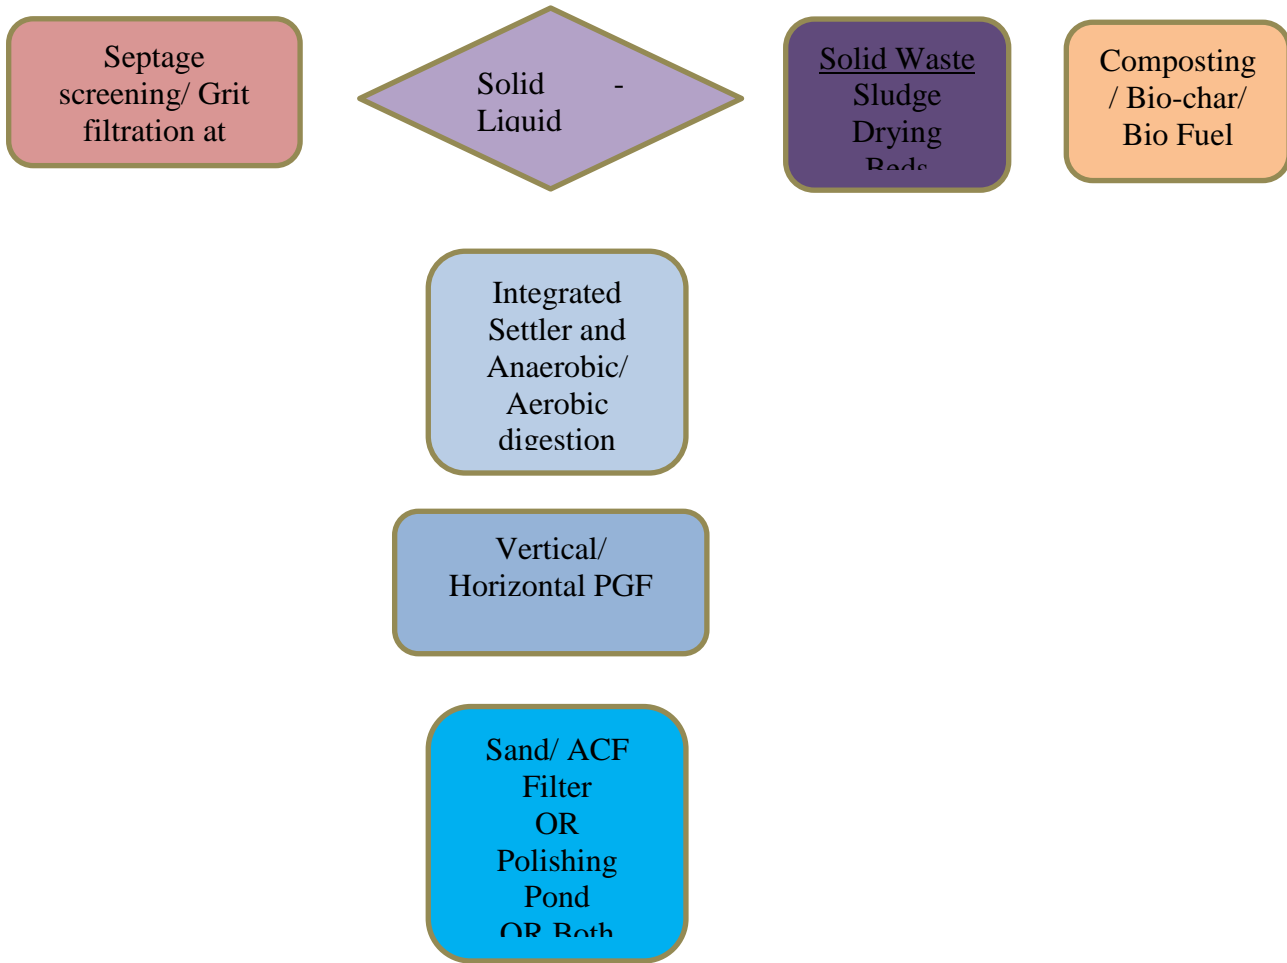 Septage
screening/ Grit
filtration at
Solid -
Liquid
Solid Waste
Sludge
Drying
Beds
Composting
/ Bio-char/
Bio Fuel
Integrated
Settler and
Anaerobic/
Aerobic
digestion
Vertical/
Horizontal PGF
Sand/ ACF
Filter
OR
Polishing
Pond
OR Both